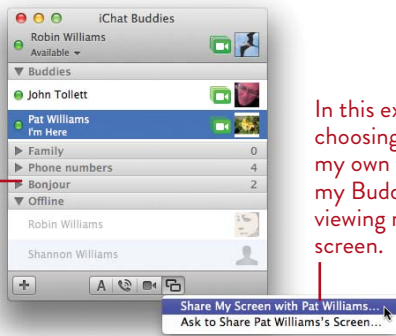 iChat Buddies
Robin Williams
Available
Buddies
John Tollett
Pat Williams
I'm Here
Family 0
Phone numbers 4
Bonjour 2
Offline
Robin Williams
Shannon Williams
A
Share My Screen with Pat Williams...
Ask to Share Pat Williams's Screen...
In this
choosing
my own
my
viewing
screen.